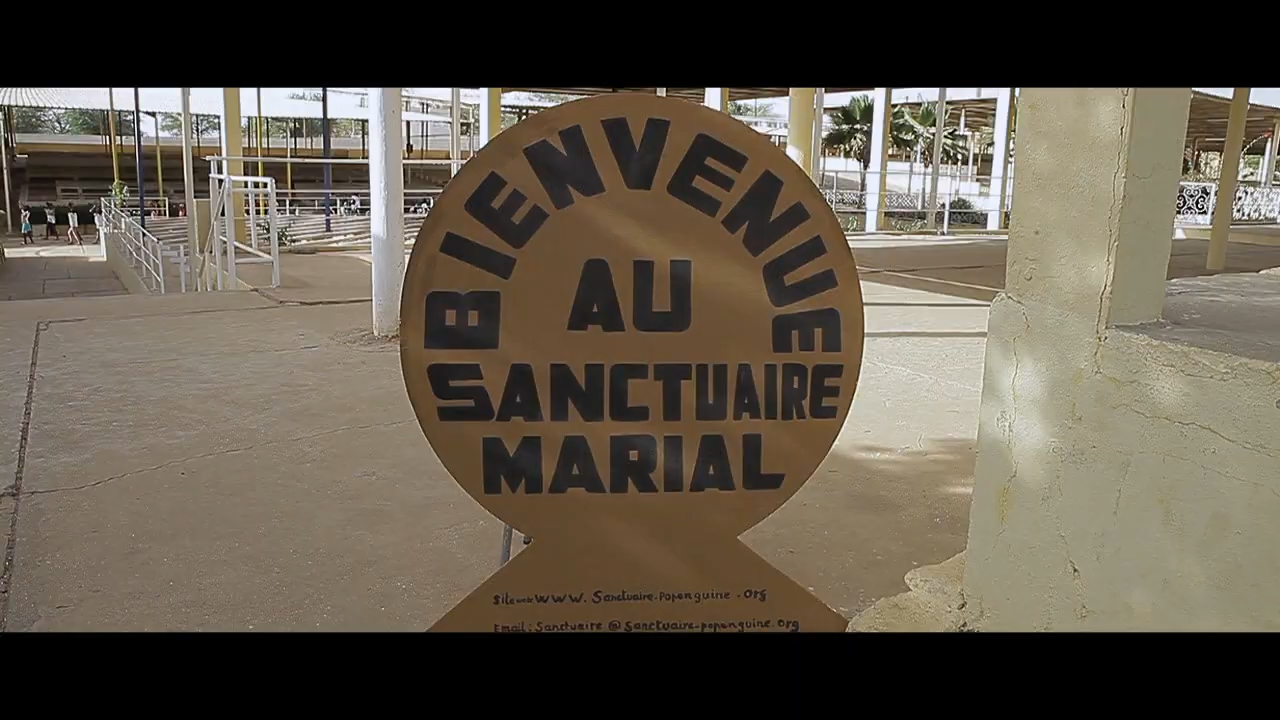 BIENVENUE
AU
SANCTUAIRE
MARIAL
Site web WWW. Sanctuaire-popenguine.org
Email: Sanctuaire @ sanctuaire-popenguine.org